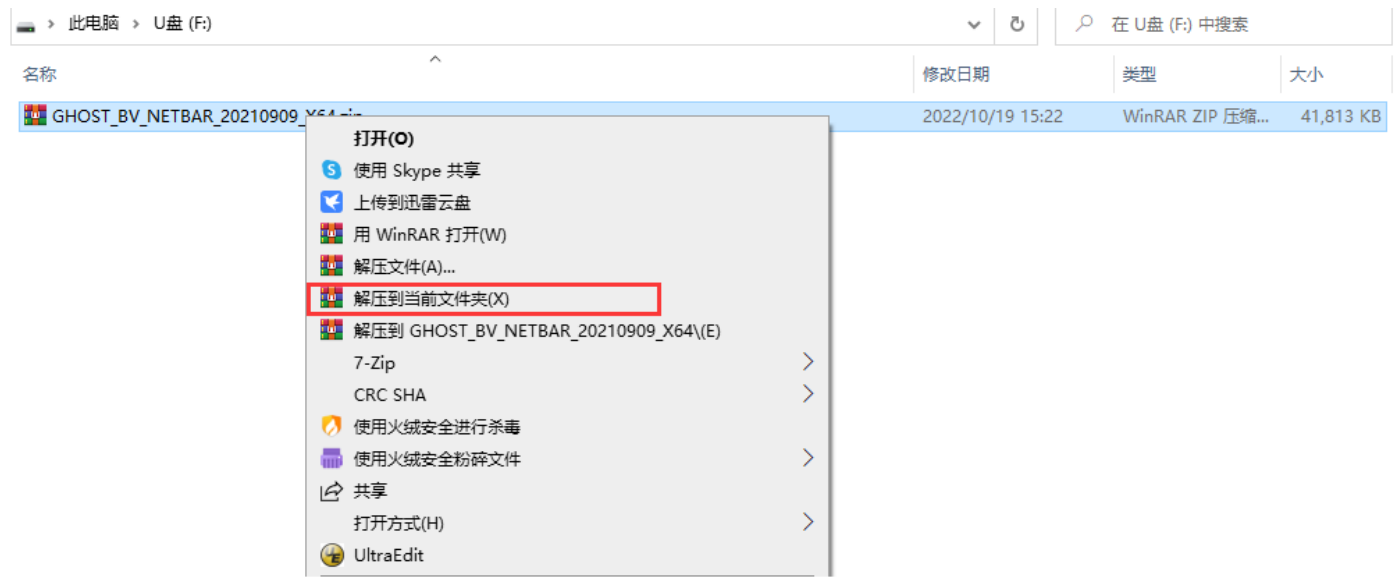 此电脑 > U盘 (F:) 在 U盘 (F:) 中搜索
名称 修改日期 类型 大小
GHOST_BV_NETBAR_20210909_X64.zip 2022/10/19 15:22 WinRAR ZIP 压缩... 41,813 KB
打开(O)
使用 Skype 共享
上传到迅雷云盘
用 WinRAR 打开(W)
解压文件(A)...
解压到当前文件夹(X)
解压到 GHOST_BV_NETBAR_20210909_X64\(E)
7-Zip
CRC SHA
使用火绒安全进行杀毒
使用火绒安全粉碎文件
共享
打开方式(H)
UltraEdit